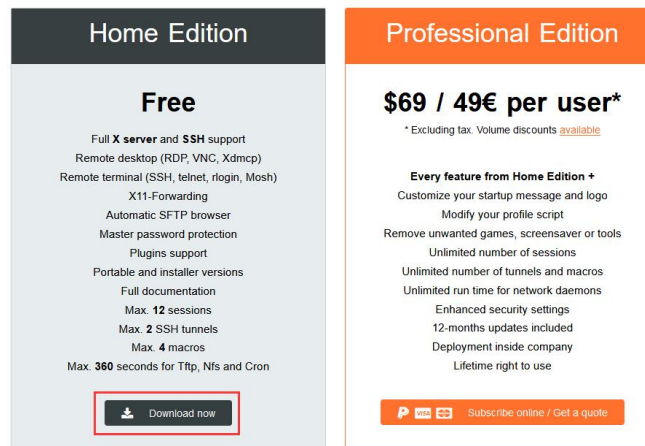 Home Edition
Free
Full X server and SSH support
Remote desktop (RDP, VNC, Xdmcp)
Remote terminal (SSH, telnet, rlogin, Mosh)
X11-Forwarding
Automatic SFTP browser
Master password protection
Plugins support
Portable and installer versions
Full documentation
Max. 12 sessions
Max. 2 SSH tunnels
Max. 4 macros
Max. 360 seconds for Tftp, Nfs and Cron
Download now
Professional Edition
$69 / 49€ per user*
* Excluding tax. Volume discounts available
Every feature from Home Edition +
Customize your startup message and logo
Modify your profile script
Remove unwanted games, screensaver or tools
Unlimited number of sessions
Unlimited number of tunnels and macros
Unlimited run time for network daemons
Enhanced security settings
12-months updates included
Deployment inside company
Lifetime right to use
VISA Subscribe online / Get a quote